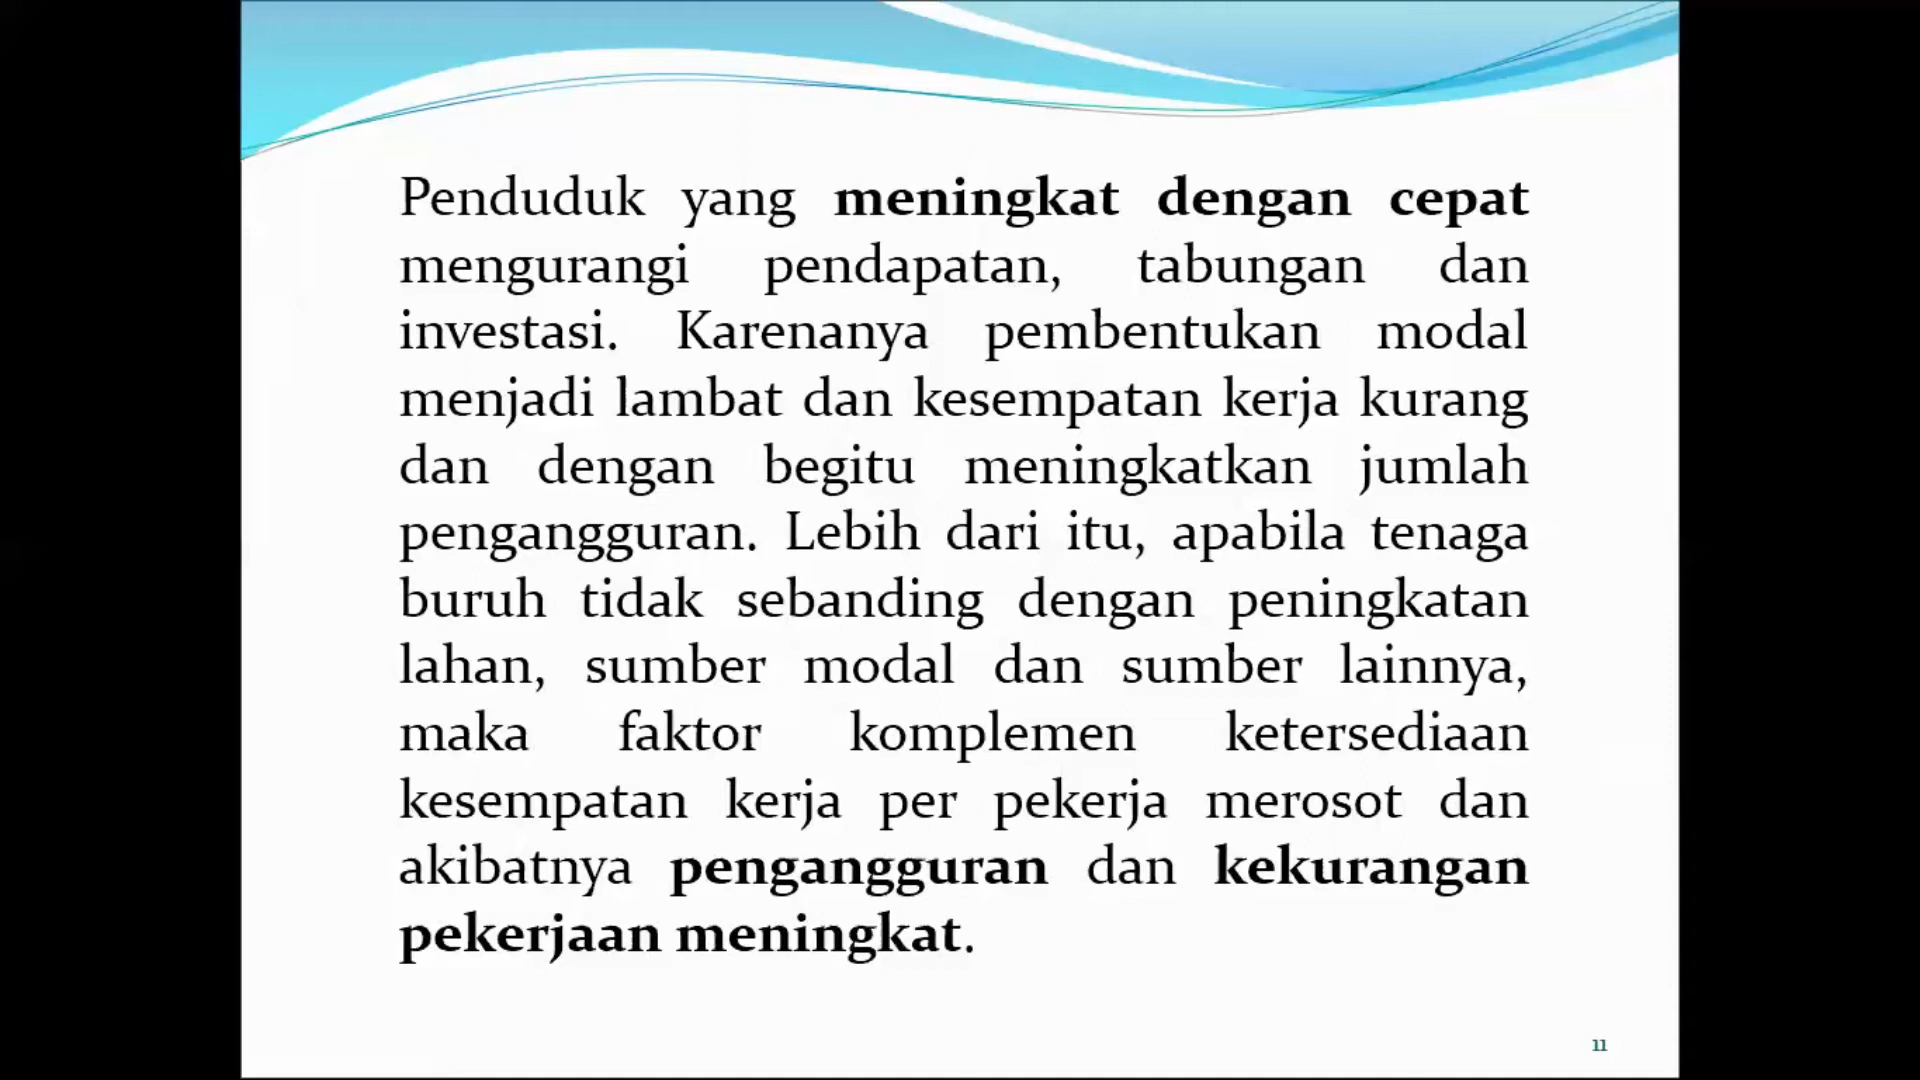 Penduduk yang meningkat dengan cepat
mengurangi pendapatan, tabungan dan
investasi. Karenanya pembentukan modal
menjadi lambat dan kesempatan kerja kurang
dan dengan begitu meningkatkan jumlah
pengangguran. Lebih dari itu, apabila tenaga
buruh tidak sebanding dengan peningkatan
lahan, sumber modal dan sumber lainnya,
maka faktor komplemen ketersediaan
kesempatan kerja per pekerja merosot dan
akibatnya pengangguran dan kekurangan
pekerjaan meningkat.
11